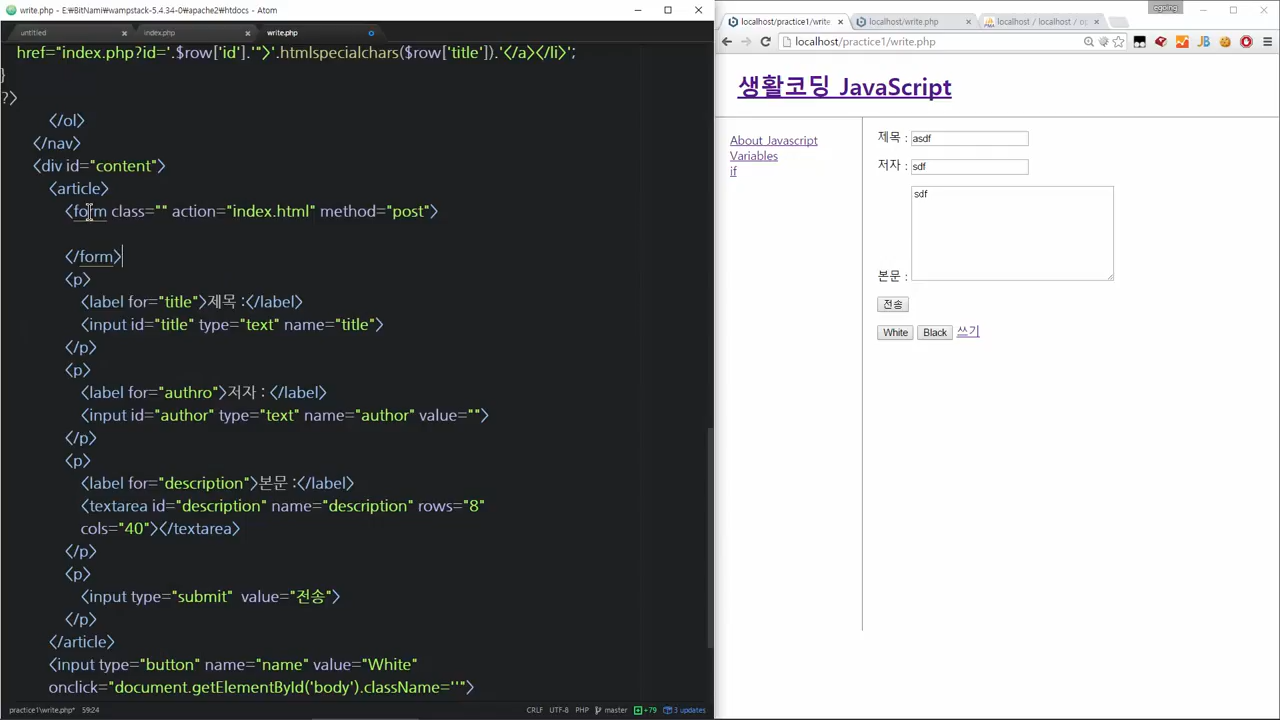 write.php - E:\BitNami\wampstack-5.4.34-0\apache2\htdocs - Atom
untitled
index.php
write.php
href="index.php?id='.$row['id'].'">'.htmlspecialchars($row['title']).'</a></li>';
}
?>
</ol>
</nav>
<div id="content">
<article>
<form class="" action="index.html" method="post">
</form>
<p>
<label for="title">제목 :</label>
<input id="title" type="text" name="title">
</p>
<p>
<label for="authro">저자 : </label>
<input id="author" type="text" name="author" value="">
</p>
<p>
<label for="description">본문 :</label>
<textarea id="description" name="description" rows="8"
cols="40"></textarea>
</p>
<p>
<input type="submit"  value="전송">
</p>
</article>
<input type="button" name="name" value="White"
onclick="document.getElementById('body').className=''">
practice1\write.php* 59:24
CRLF UTF-8 PHP master +79 3 updates
egoing
localhost/practice1/write
localhost/write.php
localhost / localhost / op
localhost/practice1/write.php
생활코딩 JavaScript
About Javascript
Variables
if
제목 : asdf
저자 : sdf
sdf
본문 :
전송
White Black 쓰기